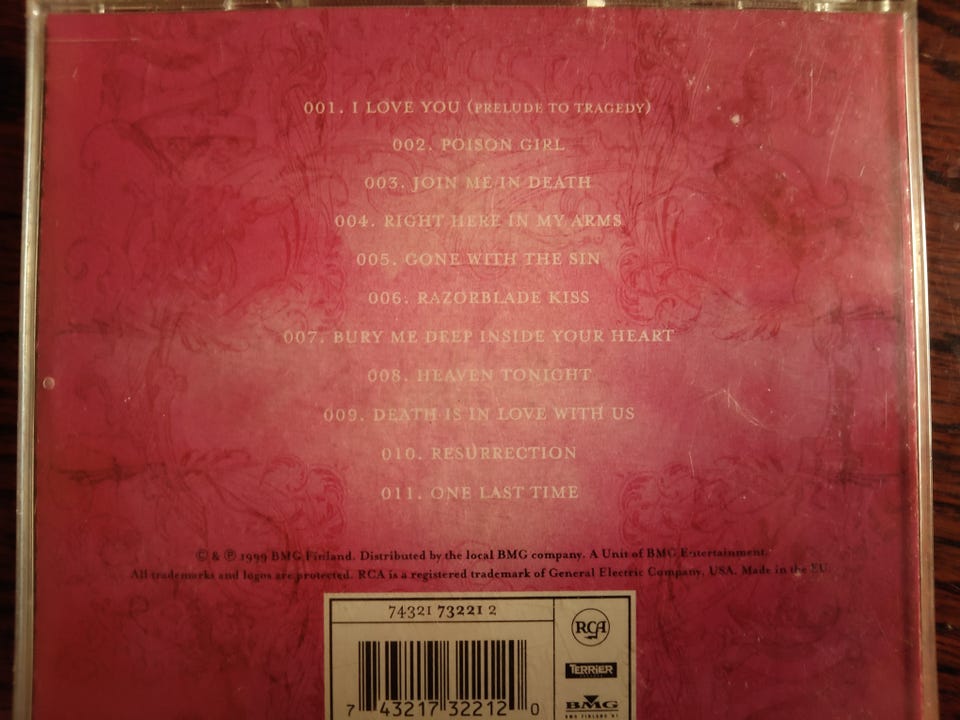 001. I LOVE YOU (PRELUDE TO TRAGEDY)
002. POISON GIRL
003. JOIN ME IN DEATH
004. RIGHT HERE IN MY ARMS
005. GONE WITH THE SIN
006. RAZORBLADE KISS
007. BURY ME DEEP INSIDE YOUR HEART
008. HEAVEN TONIGHT
009. DEATH IS IN LOVE WITH US
010. RESURRECTION
011. ONE LAST TIME
© & ℗ 1999 BMG Finland. Distributed by the local BMG company. A Unit of BMG Entertainment.
All trademarks and logos are protected. RCA is a registered trademark of General Electric Company, USA. Made in the EU.
74321 73221 2
RCA
TERRIER
BMG
BMG FINLAND
7 43217 32212 0